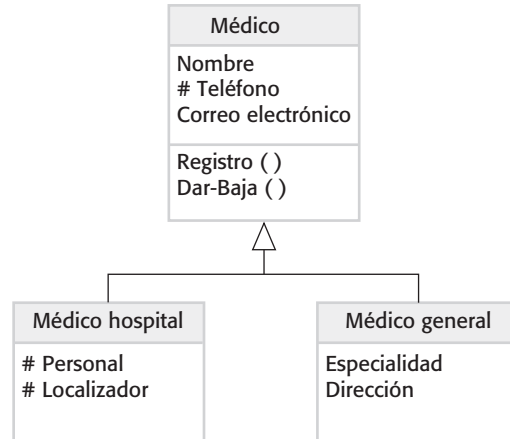 Médico
Nombre
# Teléfono
Correo electrónico
Registro ( )
Dar-Baja ( )
Médico hospital
# Personal
# Localizador
Médico general
Especialidad
Dirección